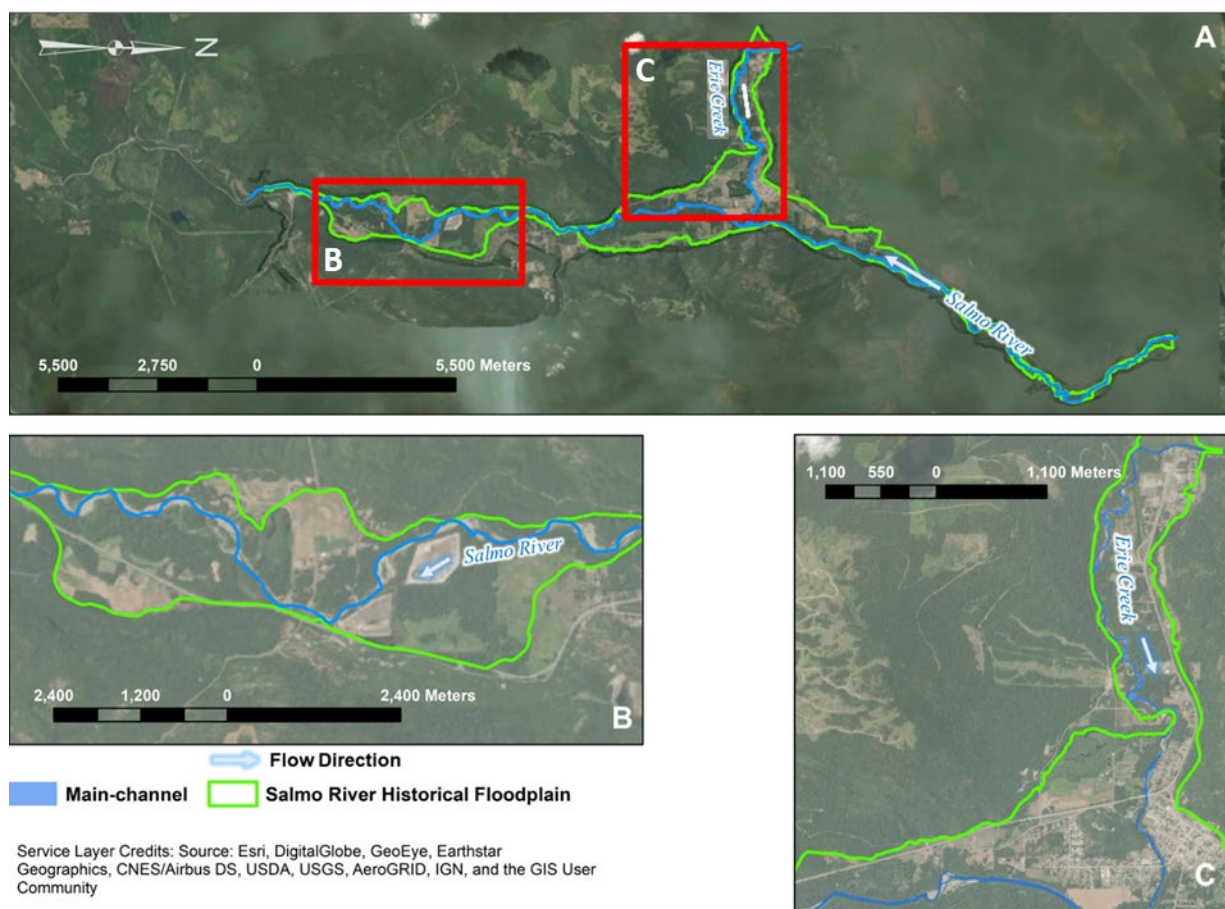 N
A
C
Erie Creek
B
Salmo River
5,500 2,750 0 5,500 Meters
Salmo River
2,400 1,200 0 2,400 Meters
B
1,100 550 0 1,100 Meters
Erie Creek
C
Flow Direction
Main-channel Salmo River Historical Floodplain
Service Layer Credits: Source: Esri, DigitalGlobe, GeoEye, Earthstar
Geographics, CNES/Airbus DS, USDA, USGS, AeroGRID, IGN, and the GIS User
Community